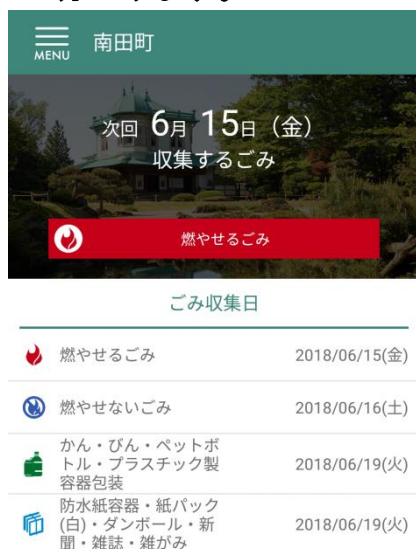 MENU
南田町
次回 6月 15日（金）
収集するごみ
燃やせるごみ
ごみ収集日
燃やせるごみ 2018/06/15(金)
燃やせないごみ 2018/06/16(土)
かん・びん・ペットボ
トル・プラスチック製 2018/06/19(火)
容器包装
防水紙容器・紙パック
(白)・ダンボール・新 2018/06/19(火)
聞・雑誌・雑がみ